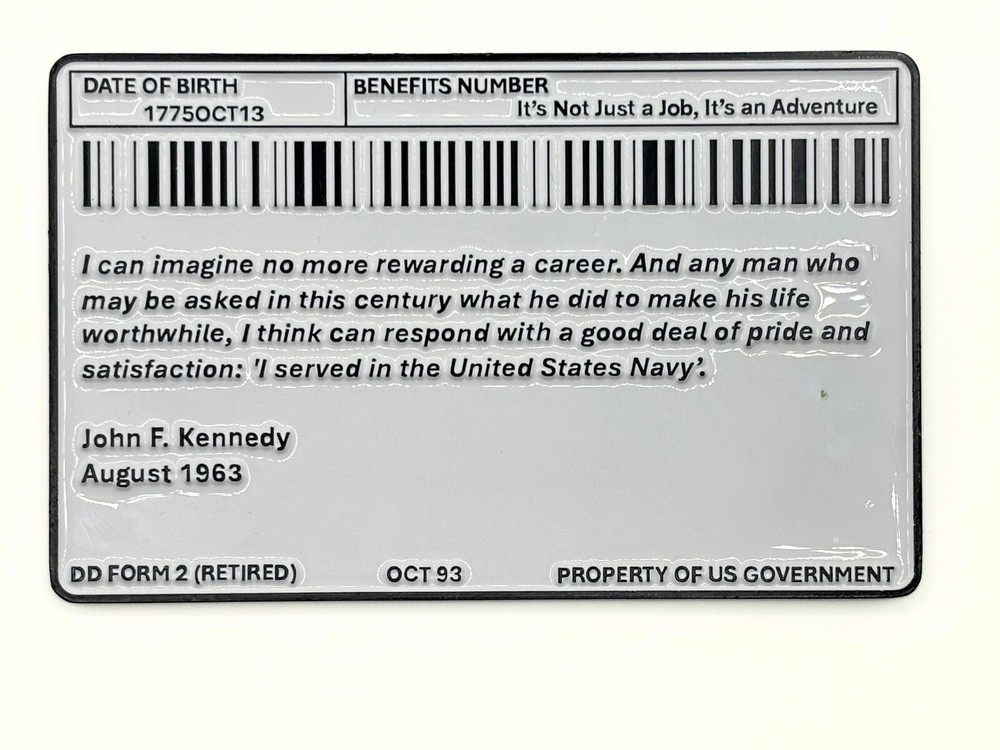 DATE OF BIRTH
1775OCT13
BENEFITS NUMBER
It's Not Just a Job, It's an Adventure
I can imagine no more rewarding a career. And any man who
may be asked in this century what he did to make his life
worthwhile, I think can respond with a good deal of pride and
satisfaction: 'I served in the United States Navy'.
John F. Kennedy
August 1963
DD FORM 2 (RETIRED)
OCT 93
PROPERTY OF US GOVERNMENT